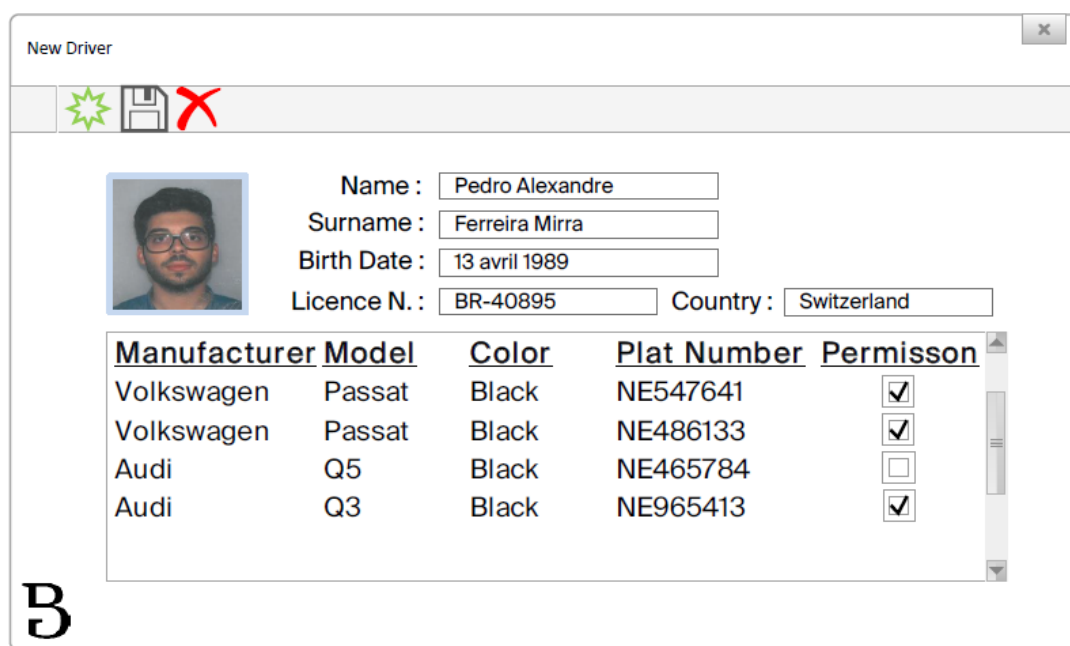 New Driver
Name : Pedro Alexandre
Surname : Ferreira Mirra
Birth Date : 13 avril 1989
Licence N. : BR-40895 Country : Switzerland
Manufacturer Model Color Plat Number Permisson
Volkswagen Passat Black NE547641
Volkswagen Passat Black NE486133
Audi Q5 Black NE465784
Audi Q3 Black NE965413
B